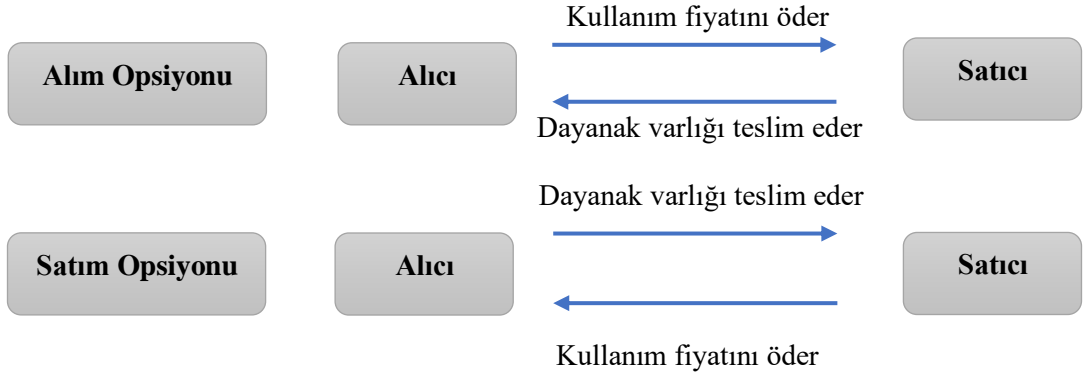 Kullanım fiyatını öder
Alım Opsiyonu
Alıcı
Satıcı
Dayanak varlığı teslim eder
Dayanak varlığı teslim eder
Satım Opsiyonu
Alıcı
Satıcı
Kullanım fiyatını öder